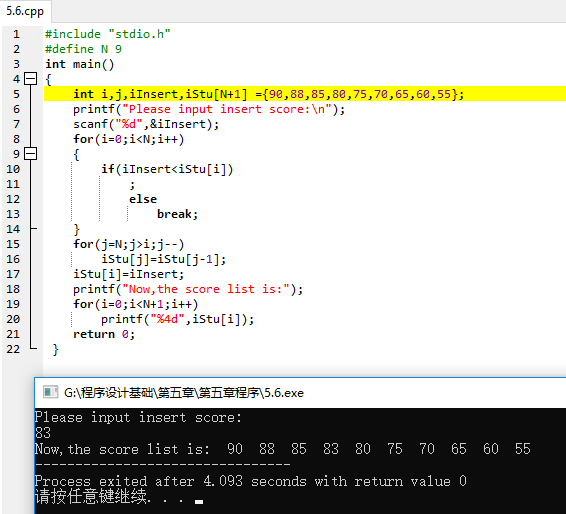 5.6.cpp
1 #include "stdio.h"
2 #define N 9
3 int main()
4 {
5 int i,j,iInsert,iStu[N+1] ={90,88,85,80,75,70,65,60,55};
6 printf("Please input insert score:\n");
7 scanf("%d",&iInsert);
8 for(i=0;i<N;i++)
9 {
10 if(iInsert<iStu[i])
11 ;
12 else
13 break;
14 }
15 for(j=N;j>i;j--)
16 iStu[j]=iStu[j-1];
17 iStu[i]=iInsert;
18 printf("Now,the score list is:");
19 for(i=0;i<N+1;i++)
20 printf("%4d",iStu[i]);
21 return 0;
22 }
G:\程序设计基础\第五章\第五章程序\5.6.exe
Please input insert score:
83
Now,the score list is:  90  88  85  83  80  75  70  65  60  55
--------------------------------
Process exited after 4.093 seconds with return value 0
请按任意键继续. . .